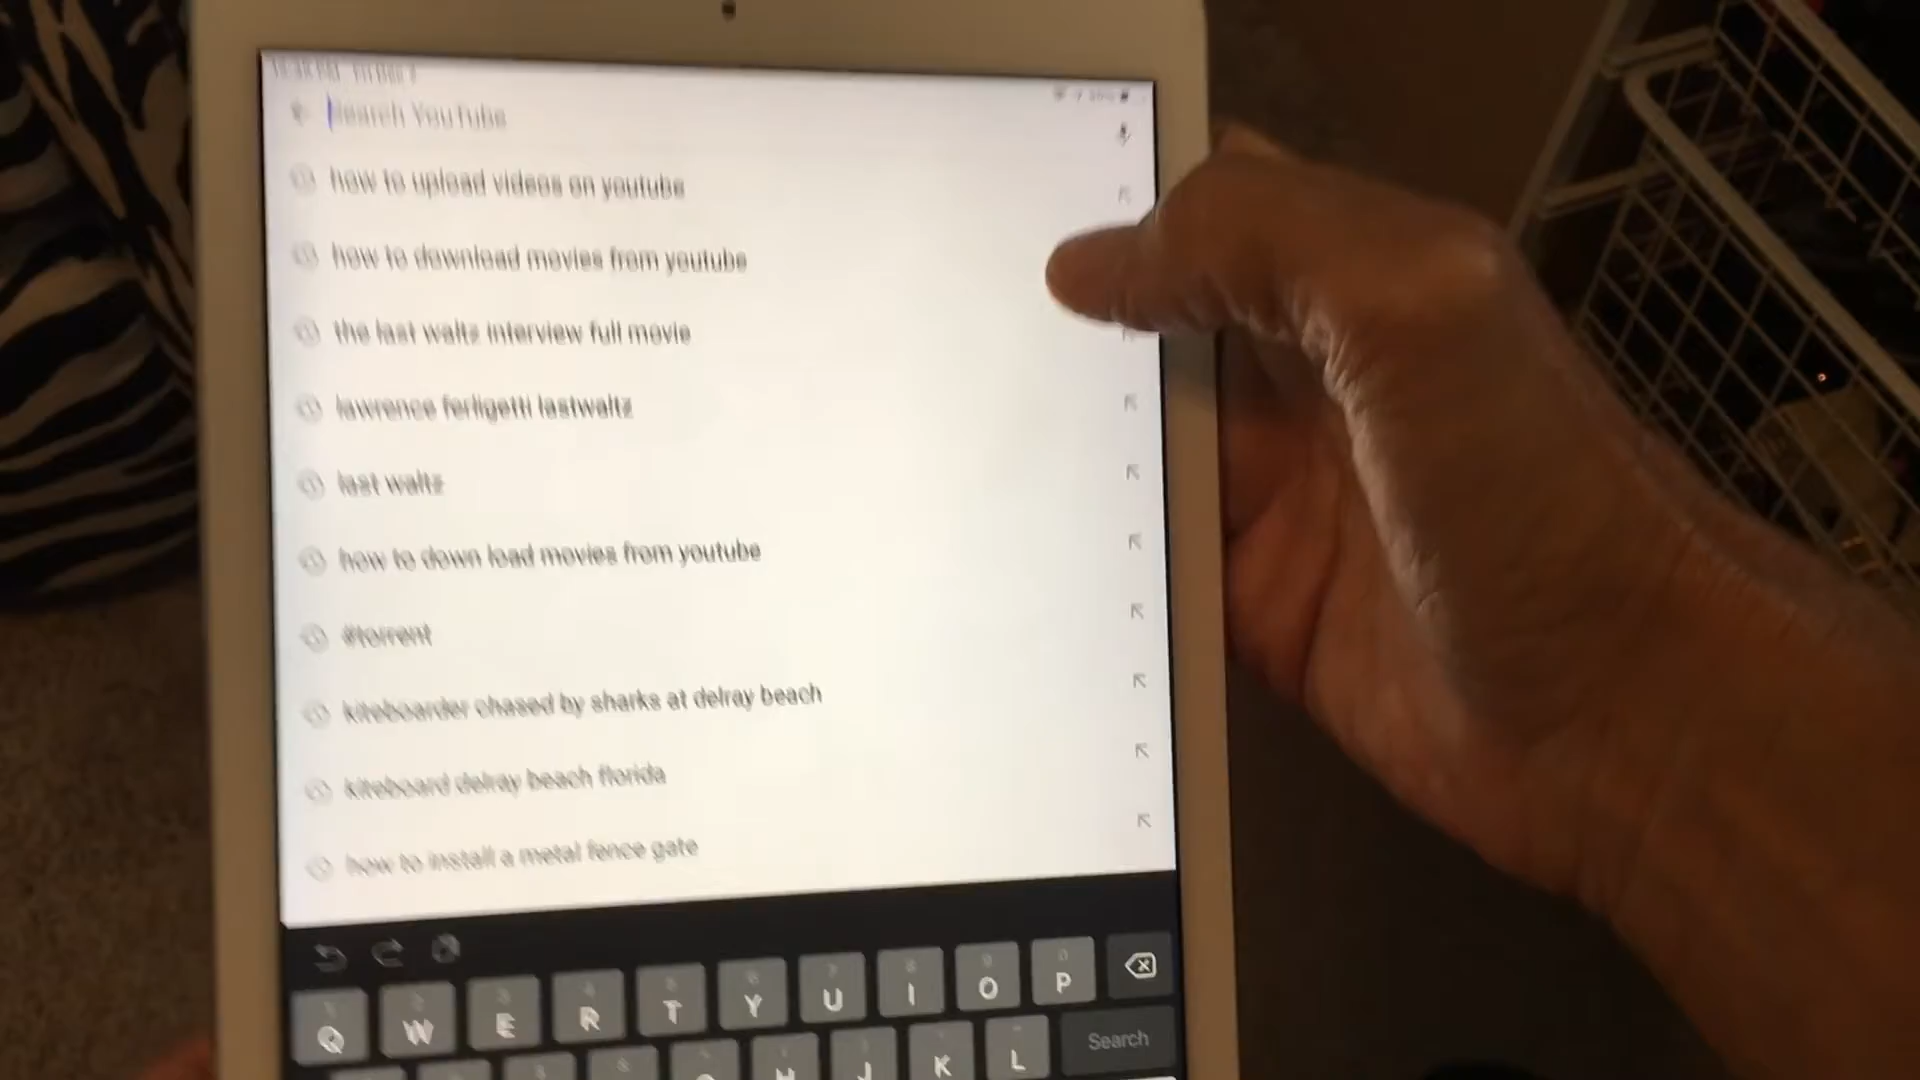 Search YouTube
how to upload videos on youtube
how to download movies from youtube
the last waltz interview full movie
lawrence ferligetti lastwaltz
last waltz
how to down load movies from youtube
#torrent
kiteboarder chased by sharks at delray beach
kiteboard delray beach florida
how to install a metal fence gate
Q W E R T Y U I O P
J K L Search